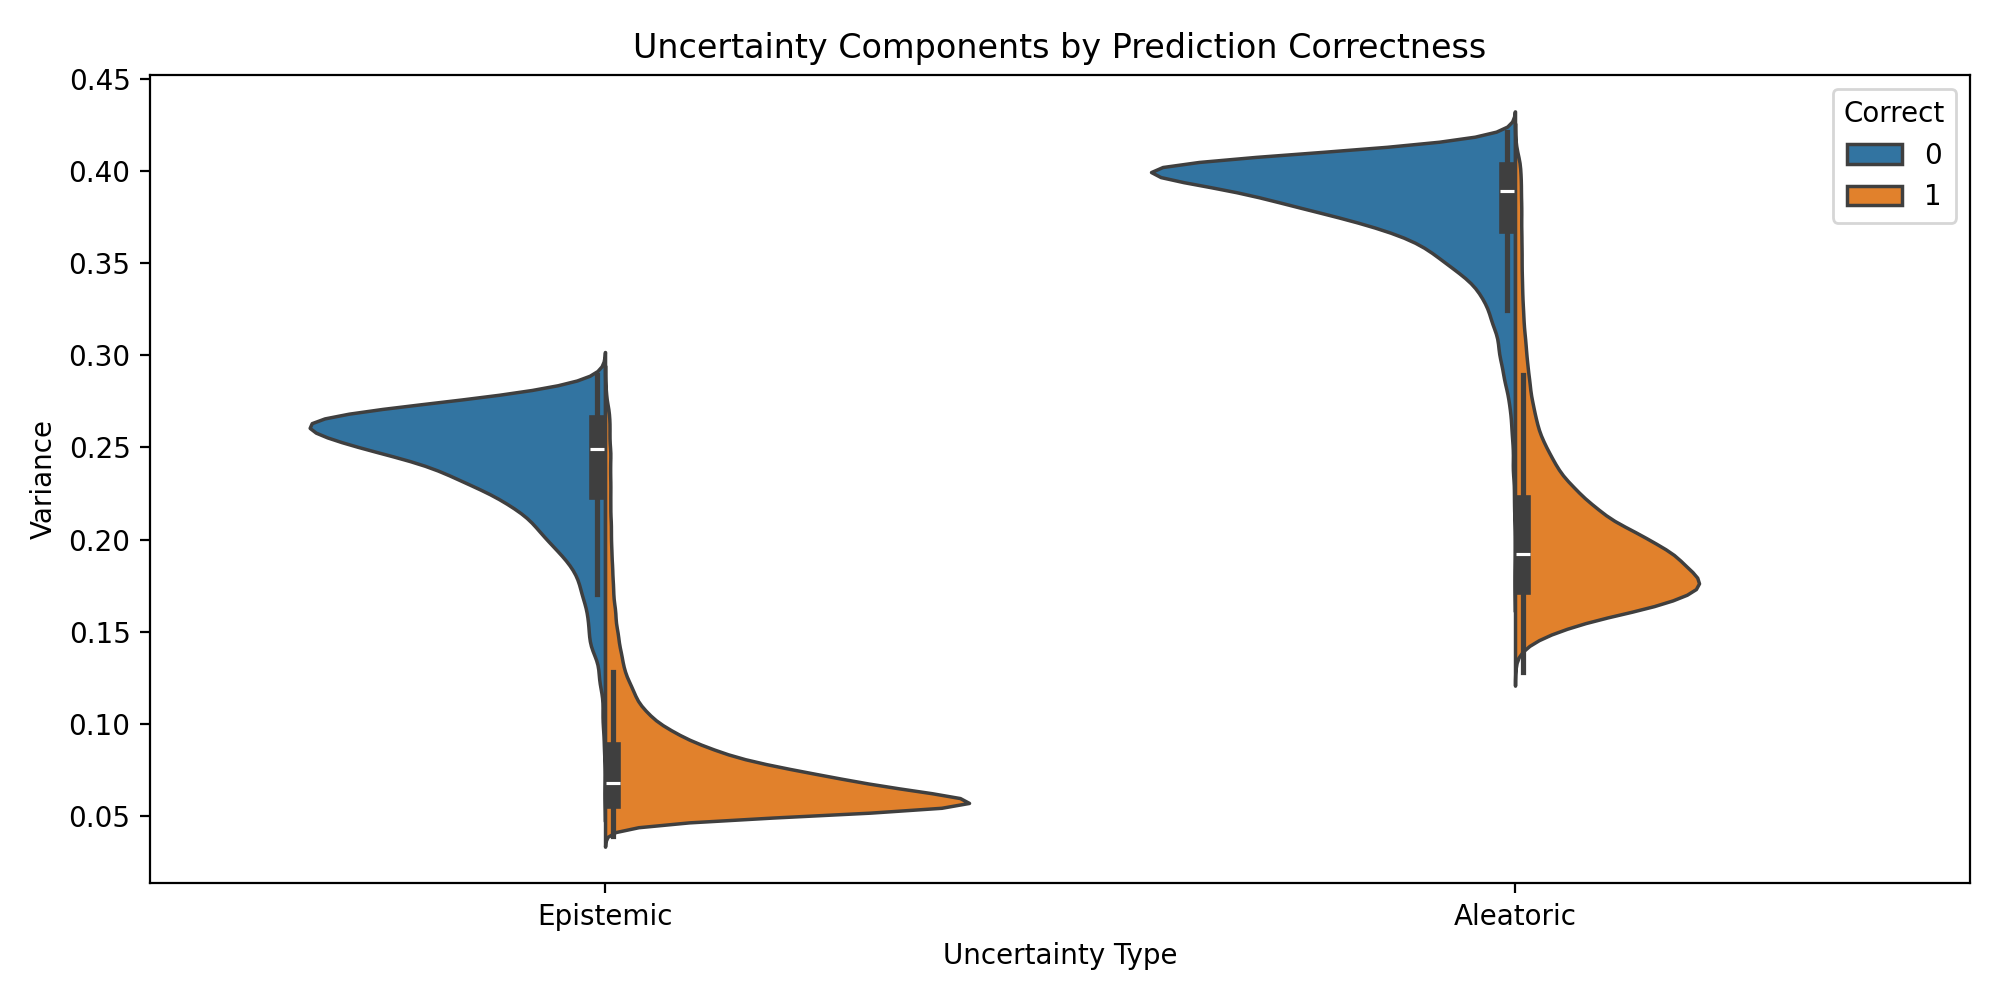 Uncertainty Components by Prediction Correctness
0.45
0.40
0.35
0.30
0.25
0.20
0.15
0.10
0.05
Variance
Correct
0
1
Epistemic
Aleatoric
Uncertainty Type